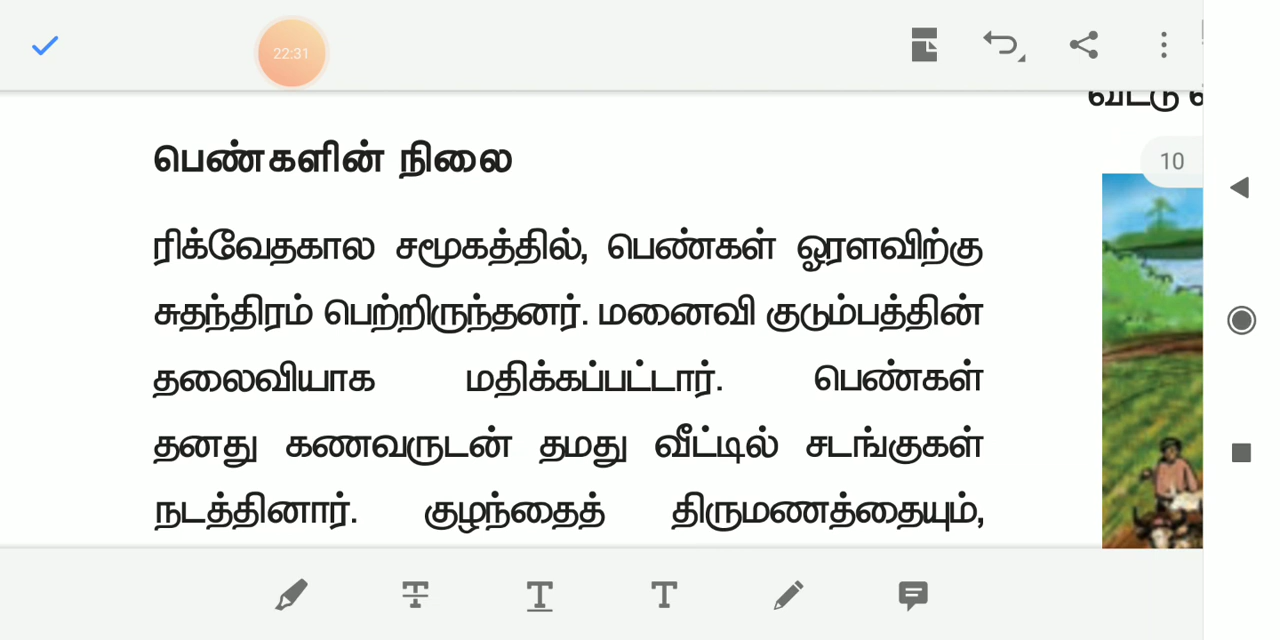 22:31
10
பெண்களின் நிலை
ரிக்வேதகால சமூகத்தில், பெண்கள் ஓரளவிற்கு
சுதந்திரம் பெற்றிருந்தனர். மனைவி குடும்பத்தின்
தலைவியாக மதிக்கப்பட்டார். பெண்கள்
தனது கணவருடன் தமது வீட்டில் சடங்குகள்
நடத்தினார். குழந்தைத் திருமணத்தையும்,